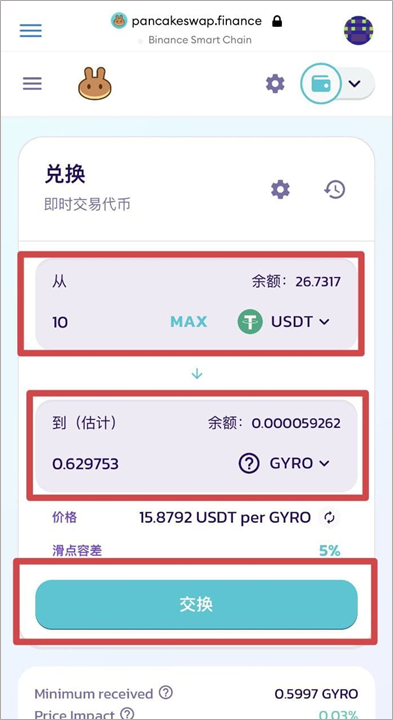 pancakeswap.finance
Binance Smart Chain
兑换
即时交易代币
从 余额：26.7317
10 MAX USDT
到（估计） 余额：0.000059262
0.629753 GYRO
价格 15.8792 USDT per GYRO
滑点容差 5%
交换
Minimum received 0.5997 GYRO
Price Impact 0.03%